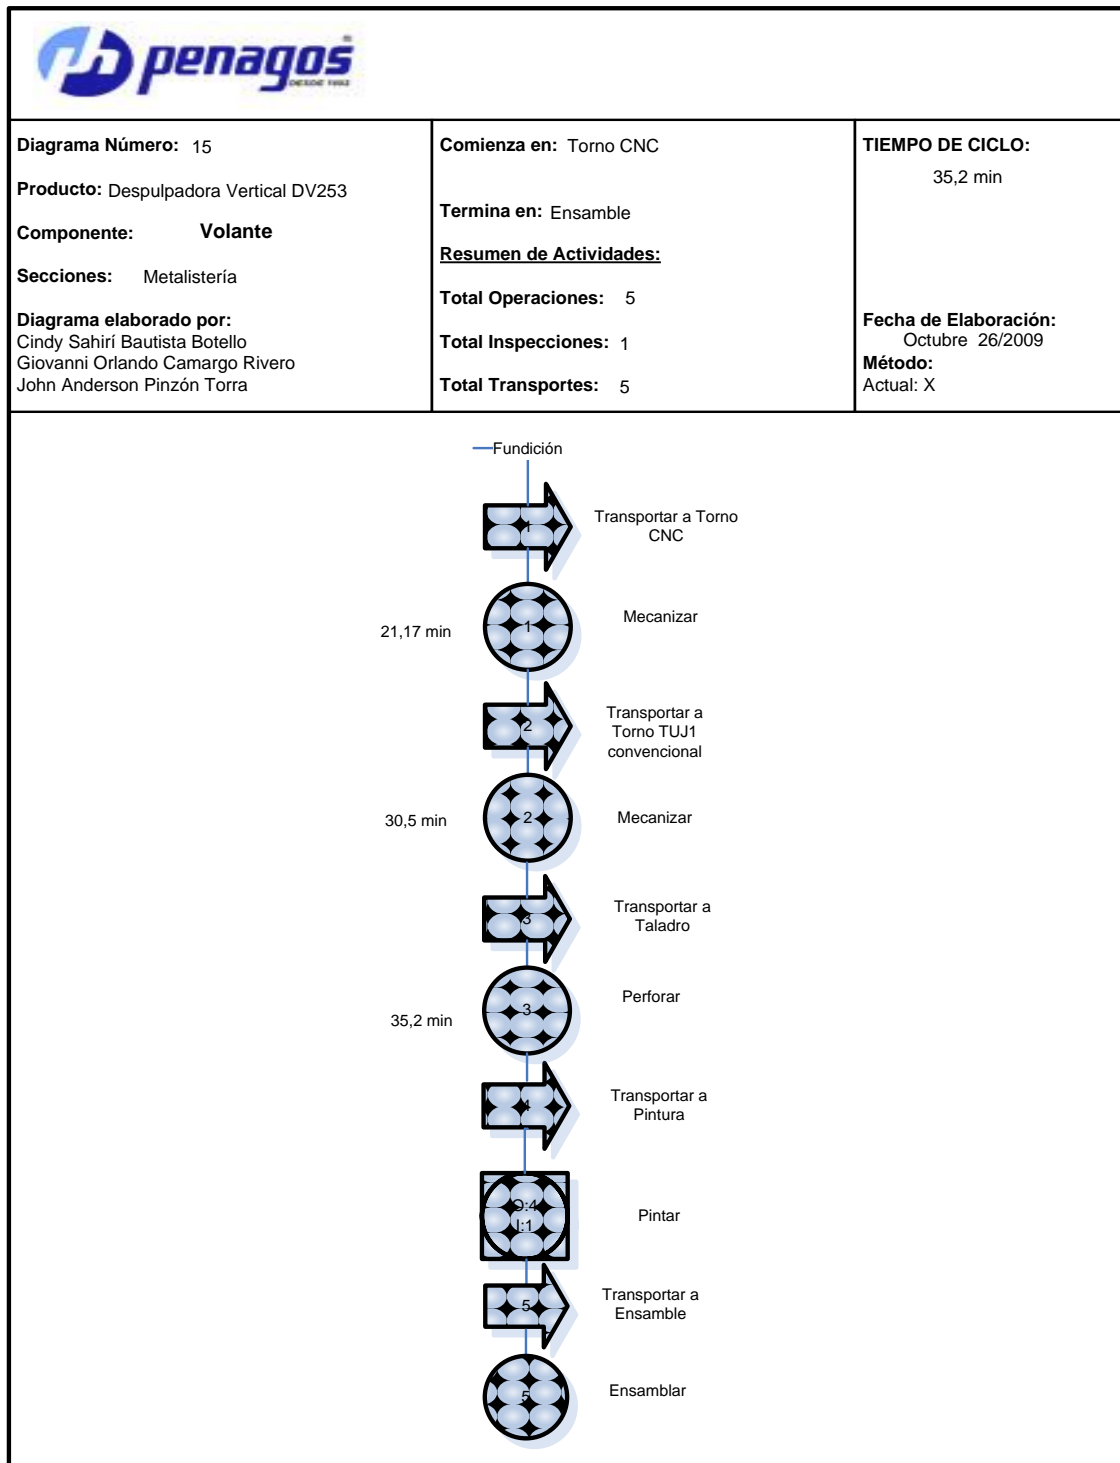 penagos
DESDE 1892
Diagrama Número: 15
Producto: Despulpadora Vertical DV253
Componente: Volante
Secciones: Metalistería
Diagrama elaborado por:
Cindy Sahirí Bautista Botello
Giovanni Orlando Camargo Rivero
John Anderson Pinzón Torra
Comienza en: Torno CNC
Termina en: Ensamble
Resumen de Actividades:
Total Operaciones: 5
Total Inspecciones: 1
Total Transportes: 5
TIEMPO DE CICLO:
35,2 min
Fecha de Elaboración:
Octubre 26/2009
Método:
Actual: X
Fundición
1
Transportar a Torno
CNC
21,17 min
1
Mecanizar
2
Transportar a
Torno TUJ1
convencional
30,5 min
2
Mecanizar
3
Transportar a
Taladro
35,2 min
3
Perforar
4
Transportar a
Pintura
O:4
I:1
Pintar
5
Transportar a
Ensamble
5
Ensamblar